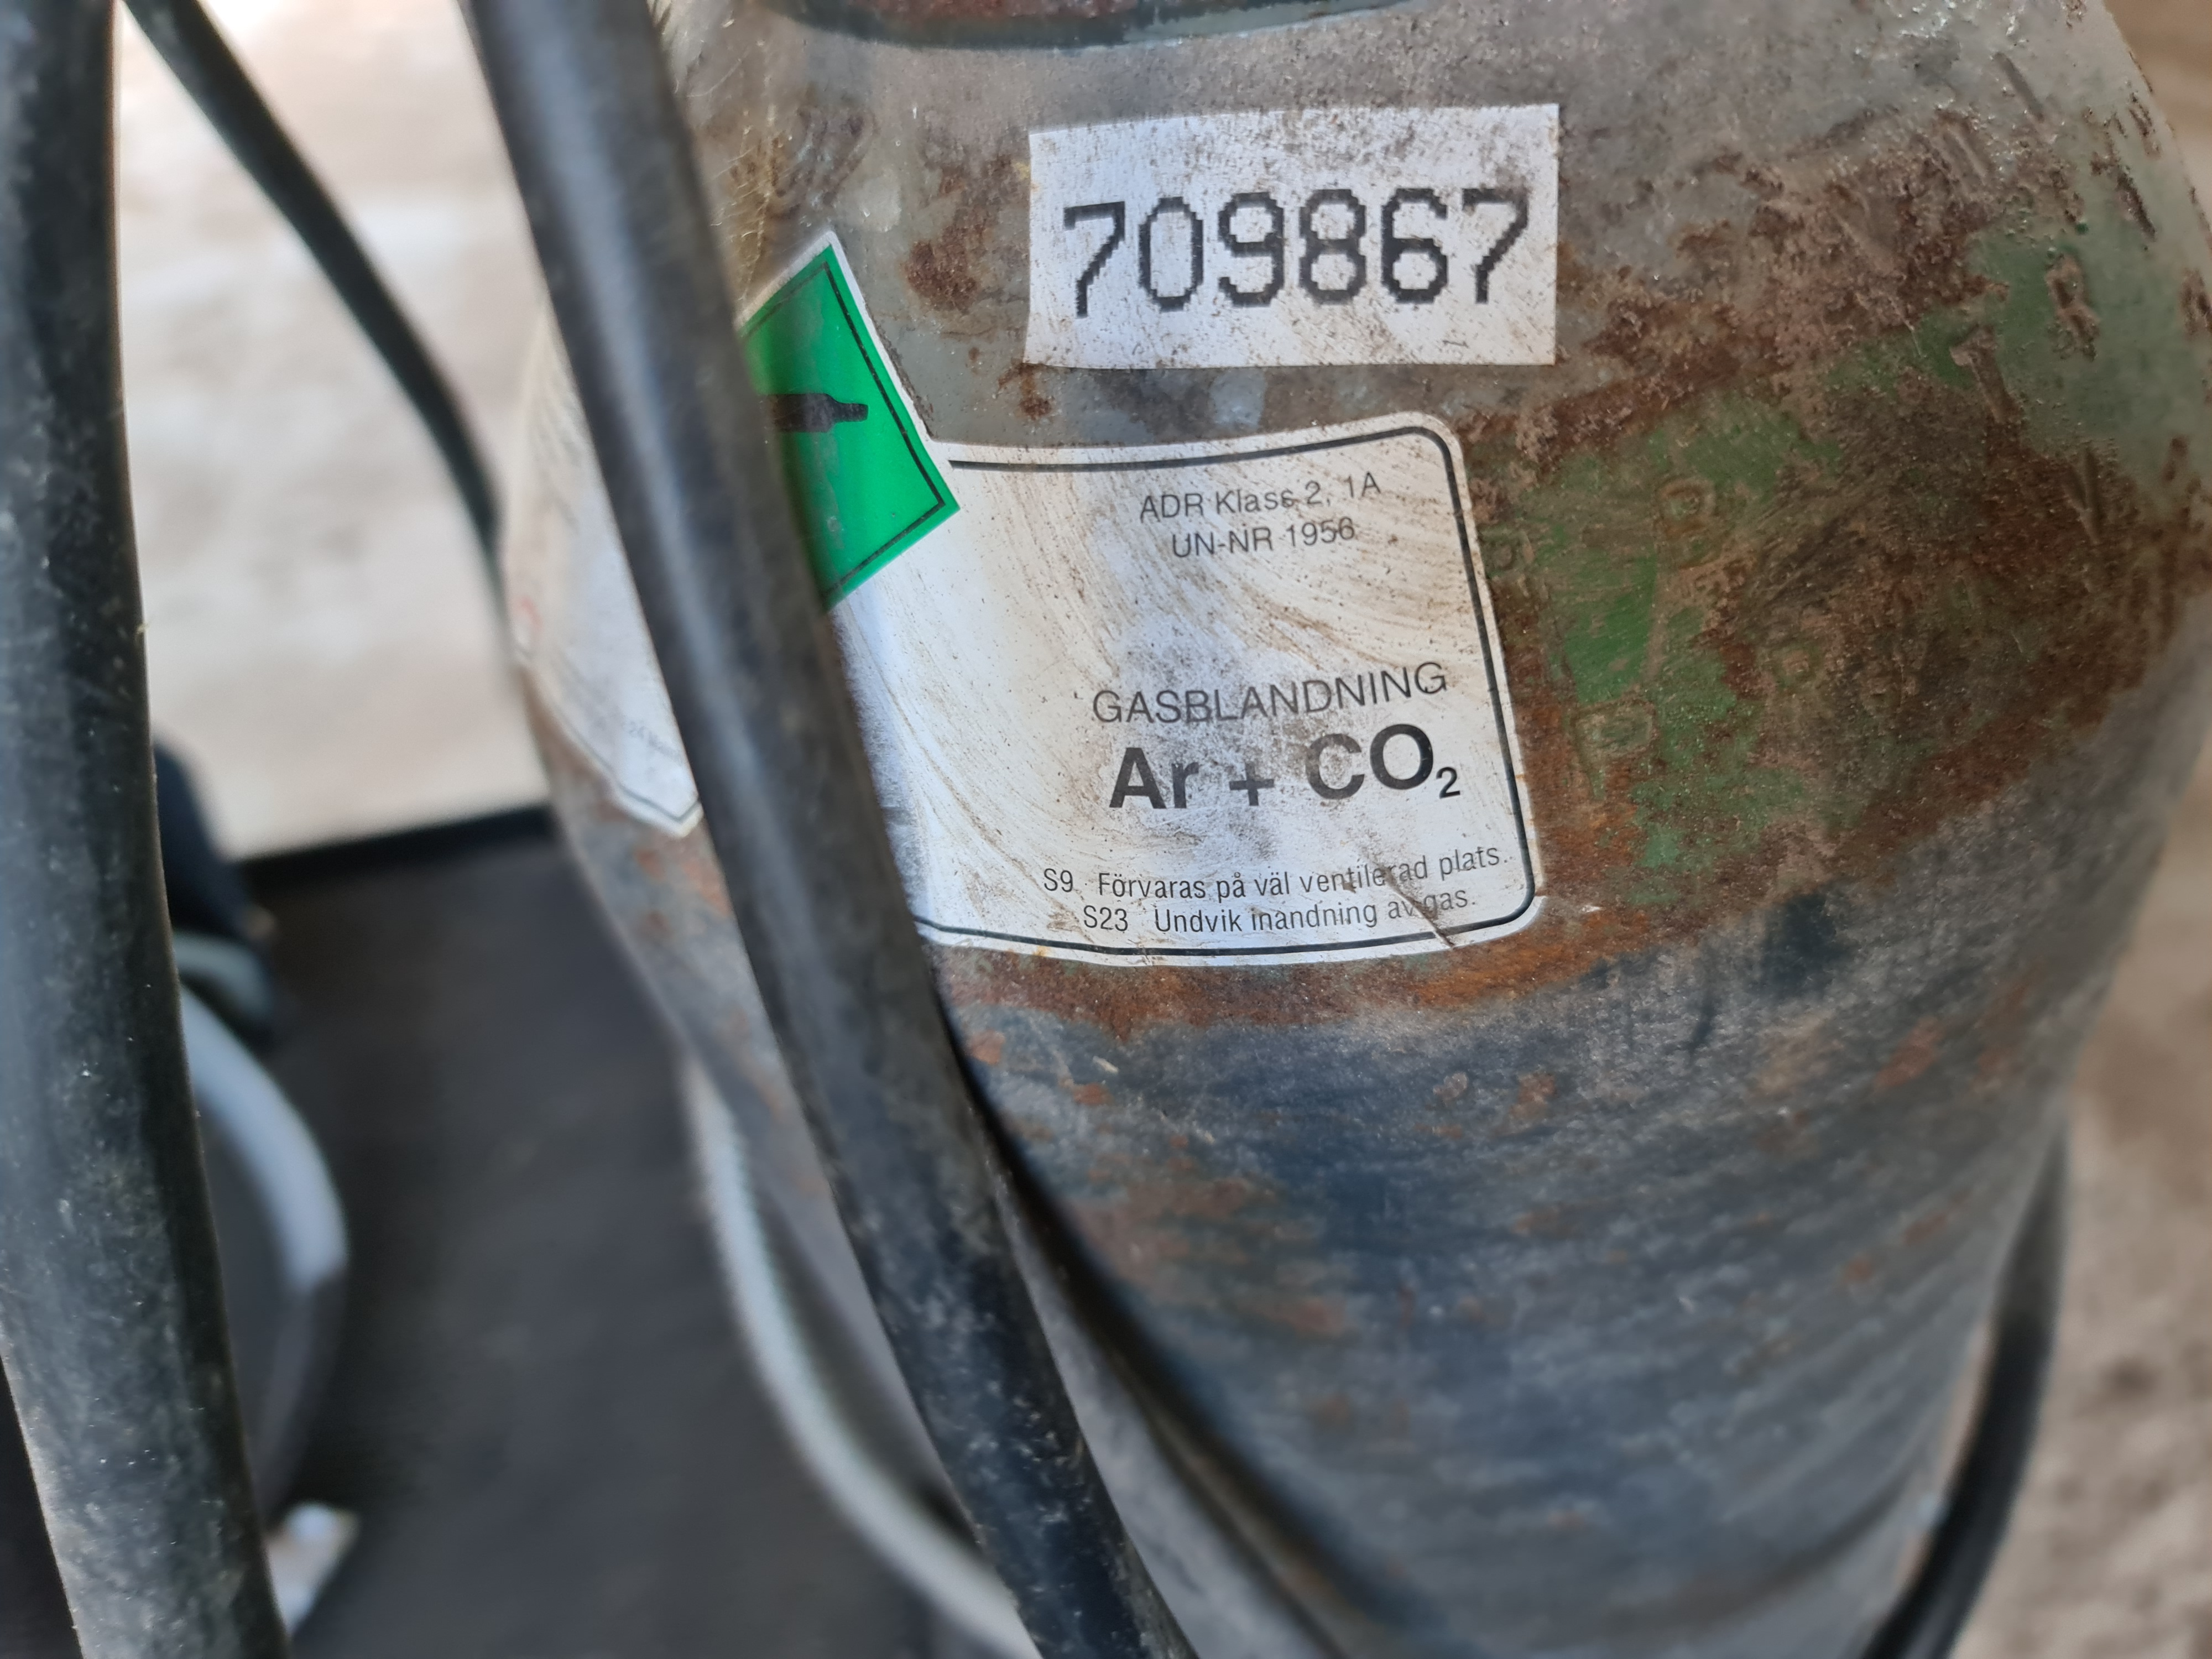 709867
ADR Klass 2, 1A
UN-NR 1956
GASBLANDNING
Ar + CO₂
S9 Förvaras på väl ventilerad plats.
S23 Undvik inandning av gas.